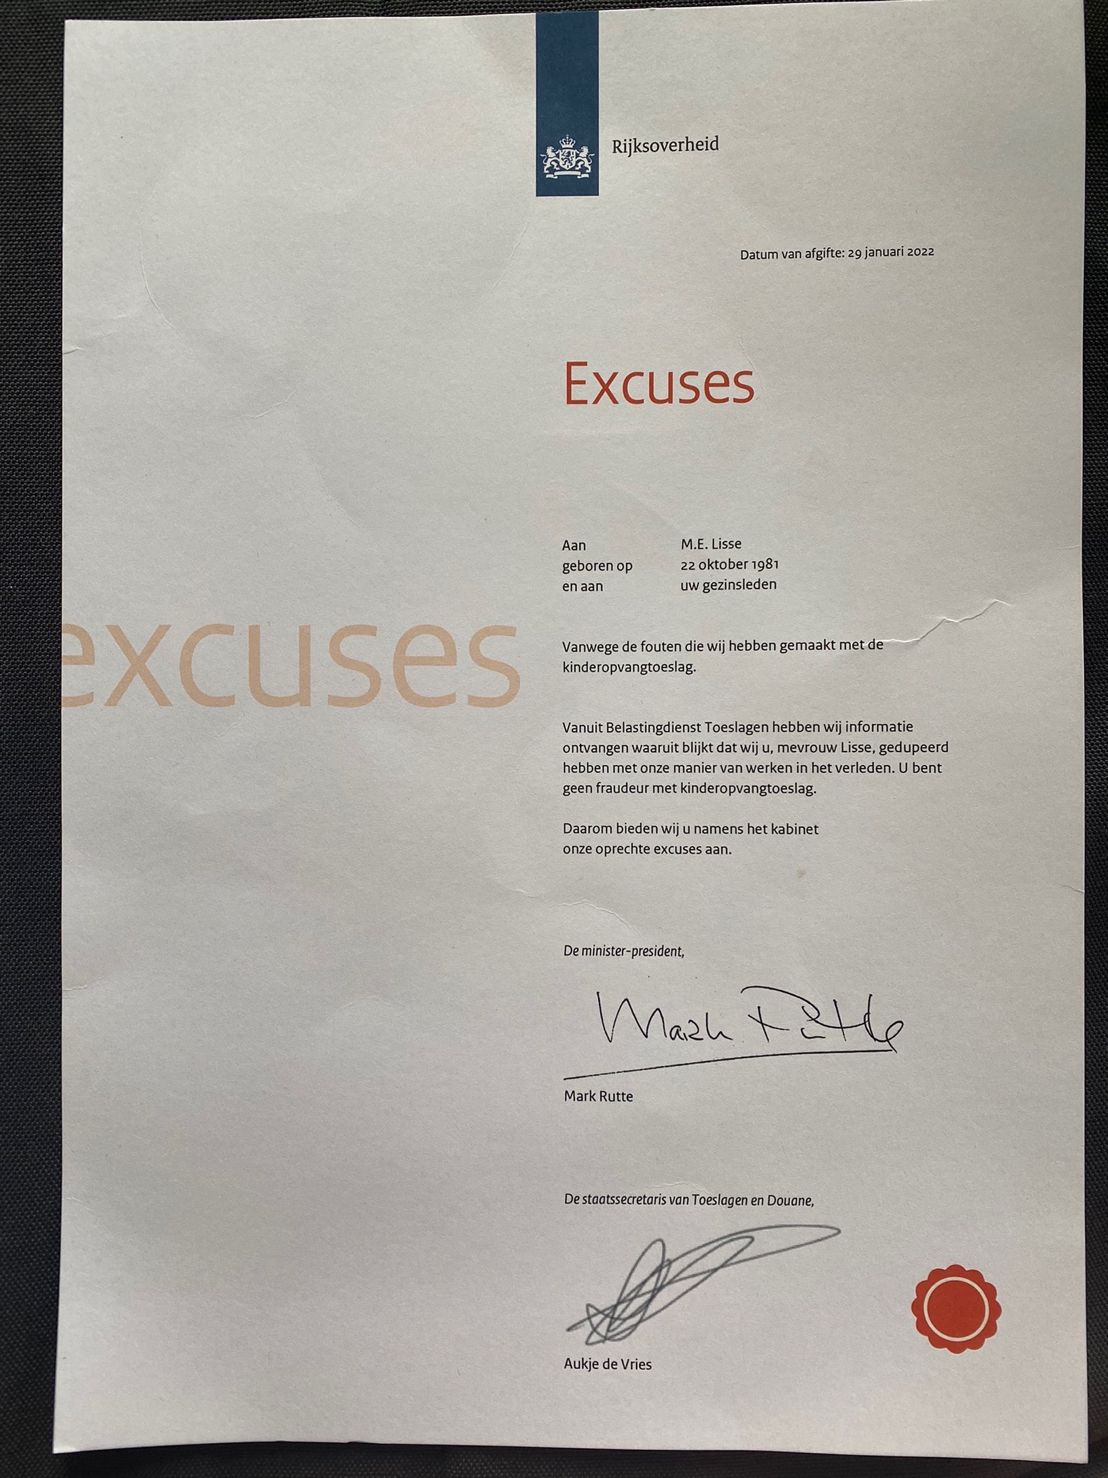 Rijksoverheid
Datum van afgifte: 29 januari 2022
Excuses
Aan M.E. Lisse
geboren op 22 oktober 1981
en aan uw gezinsleden
excuses
Vanwege de fouten die wij hebben gemaakt met de
kinderopvangtoeslag.
Vanuit Belastingdienst Toeslagen hebben wij informatie
ontvangen waaruit blijkt dat wij u, mevrouw Lisse, gedupeerd
hebben met onze manier van werken in het verleden. U bent
geen fraudeur met kinderopvangtoeslag.
Daarom bieden wij u namens het kabinet
onze oprechte excuses aan.
De minister-president,
Mark Rutte
Mark Rutte
De staatssecretaris van Toeslagen en Douane,
Aukje de Vries